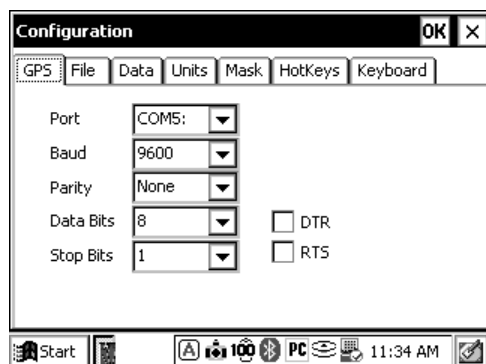 Configuration OK ×
GPS File Data Units Mask HotKeys Keyboard
Port COM5:
Baud 9600
Parity None
Data Bits 8 DTR
Stop Bits 1 RTS
Start A 100 PC 11:34 AM